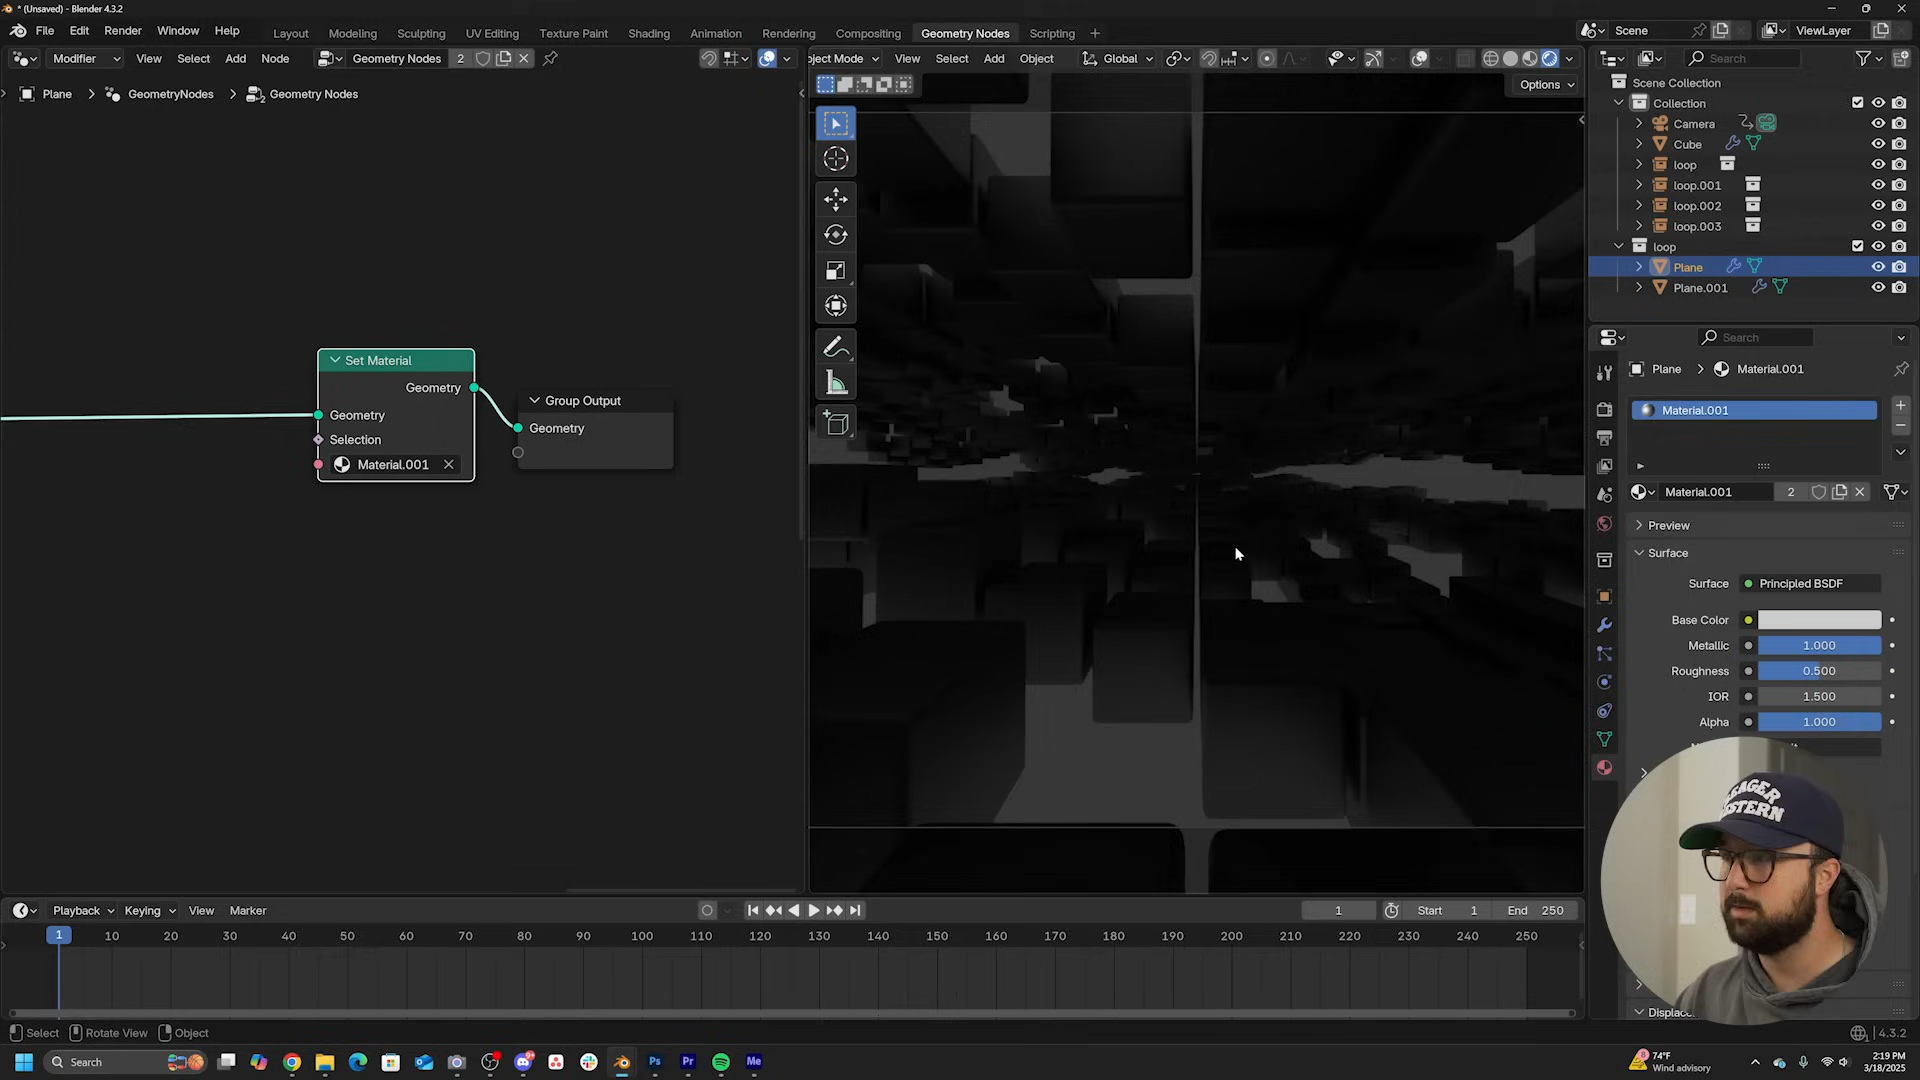 * (Unsaved) - Blender 4.3.2
File Edit Render Window Help
Layout Modeling Sculpting UV Editing Texture Paint Shading Animation Rendering Compositing Geometry Nodes Scripting +
Scene ViewLayer
Modifier View Select Add Node Geometry Nodes 2
ject Mode View Select Add Object Global
Search
Options
Plane > GeometryNodes > Geometry Nodes
Scene Collection
Collection
Camera
Cube
loop
loop.001
loop.002
loop.003
loop
Plane
Plane.001
Search
Plane > Material.001
Material.001
Material.001 2
Preview
Surface
Surface Principled BSDF
Base Color
Metallic 1.000
Roughness 0.500
IOR 1.500
Alpha 1.000
Set Material
Geometry
Geometry
Selection
Material.001
Group Output
Geometry
Playback Keying View Marker
1 Start 1 End 250
1 10 20 30 40 50 60 70 80 90 100 110 120 130 140 150 160 170 180 190 200 210 220 230 240 250
Select Rotate View Object
4.3.2
Search
74°F
Wind advisory
2:19 PM
3/18/2025